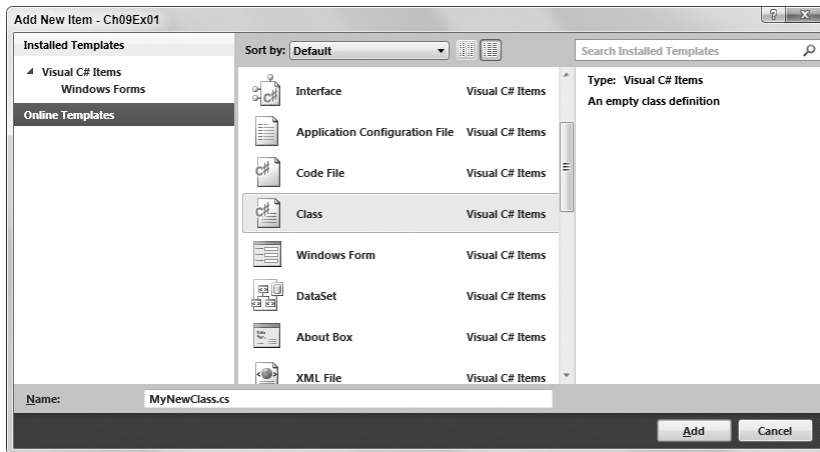 Add New Item - Ch09Ex01
Installed Templates
Visual C# Items
Windows Forms
Online Templates
Sort by: Default
Search Installed Templates
Interface Visual C# Items
Application Configuration File Visual C# Items
Code File Visual C# Items
Class Visual C# Items
Windows Form Visual C# Items
DataSet Visual C# Items
About Box Visual C# Items
XML File Visual C# Items
Type: Visual C# Items
An empty class definition
Name: MyNewClass.cs
Add Cancel